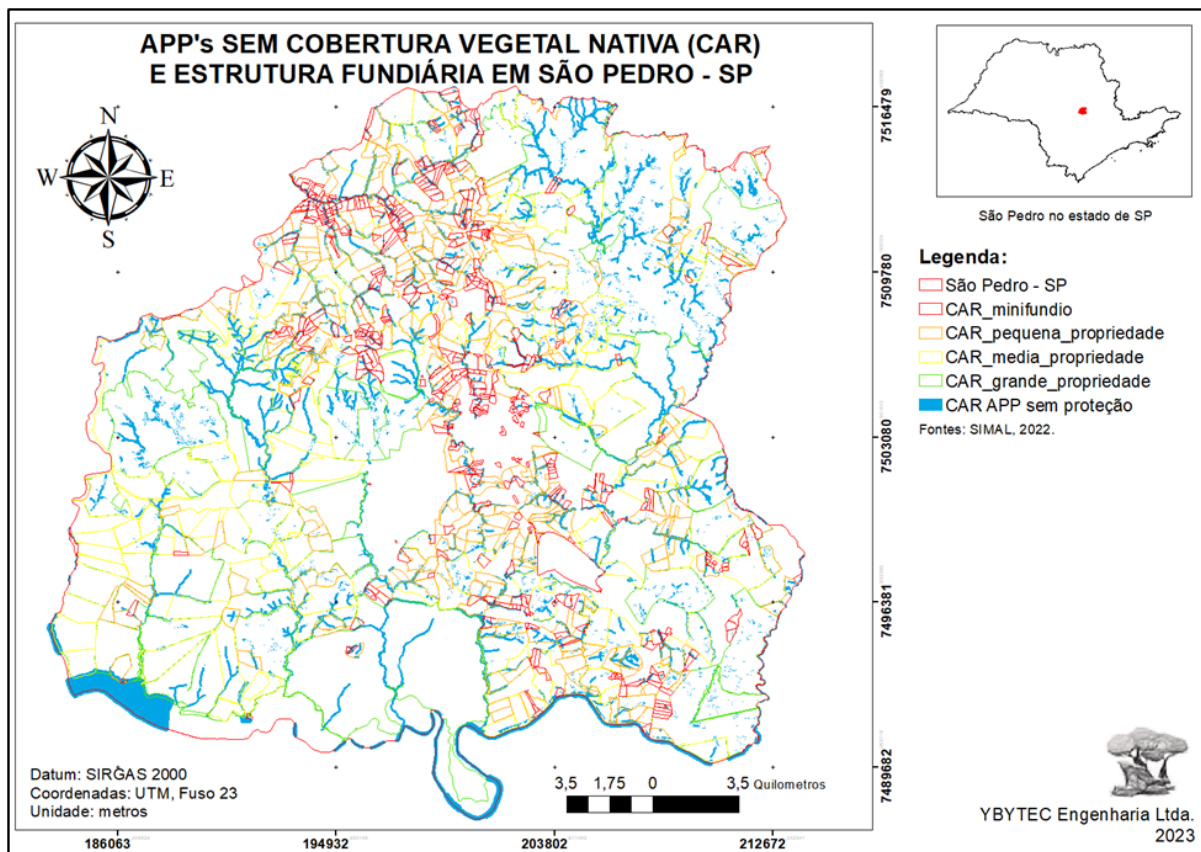 APP's SEM COBERTURA VEGETAL NATIVA (CAR)
E ESTRUTURA FUNDIÁRIA EM SÃO PEDRO - SP
N
W
E
S
São Pedro no estado de SP
Legenda:
São Pedro - SP
CAR_minifundio
CAR_pequena_propriedade
CAR_media_propriedade
CAR_grande_propriedade
CAR APP sem proteção
Fontes: SIMAL, 2022.
7516479
7509780
7503080
7496381
7489682
Datum: SIRGAS 2000
Coordenadas: UTM, Fuso 23
Unidade: metros
3,5 1,75 0 3,5 Quilometros
186063 194932 203802 212672
YBYTEC Engenharia Ltda.
2023